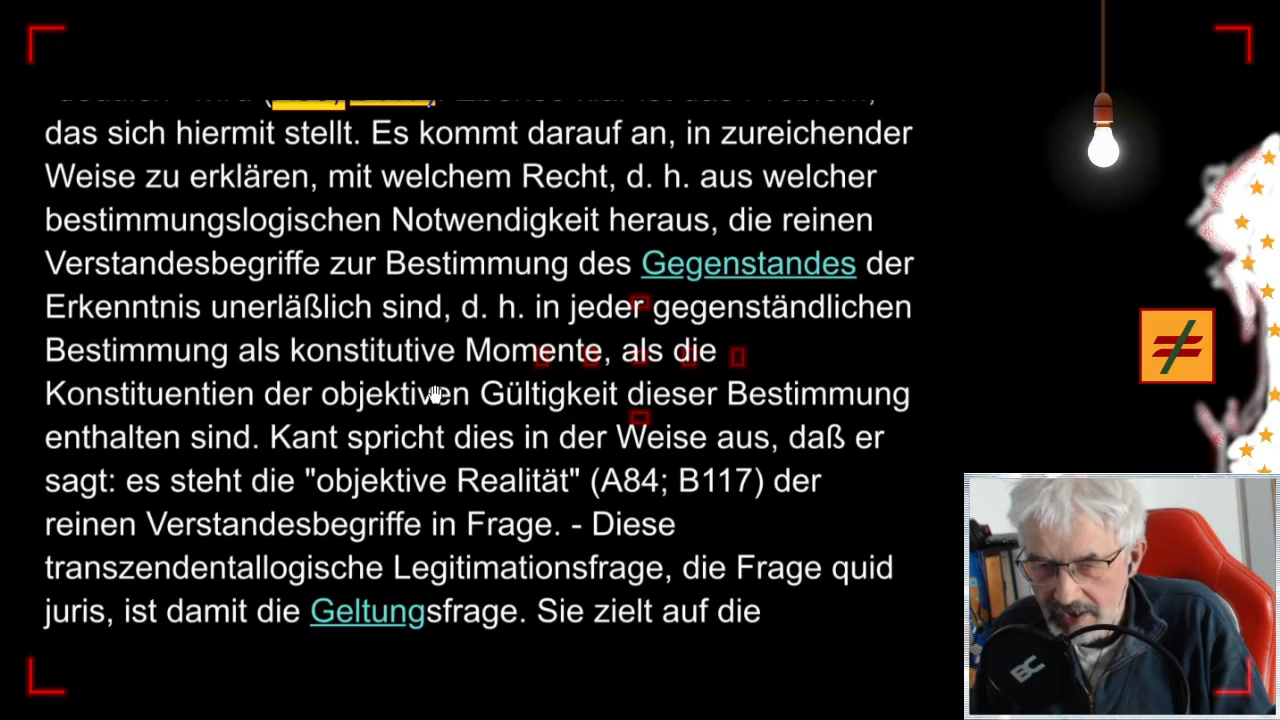 das sich hiermit stellt. Es kommt darauf an, in zureichender
Weise zu erklären, mit welchem Recht, d. h. aus welcher
bestimmungslogischen Notwendigkeit heraus, die reinen
Verstandesbegriffe zur Bestimmung des Gegenstandes der
Erkenntnis unerläßlich sind, d. h. in jeder gegenständlichen
Bestimmung als konstitutive Momente, als die
Konstituentien der objektiven Gültigkeit dieser Bestimmung
enthalten sind. Kant spricht dies in der Weise aus, daß er
sagt: es steht die "objektive Realität" (A84; B117) der
reinen Verstandesbegriffe in Frage. - Diese
transzendentallogische Legitimationsfrage, die Frage quid
juris, ist damit die Geltungsfrage. Sie zielt auf die
≠
BC